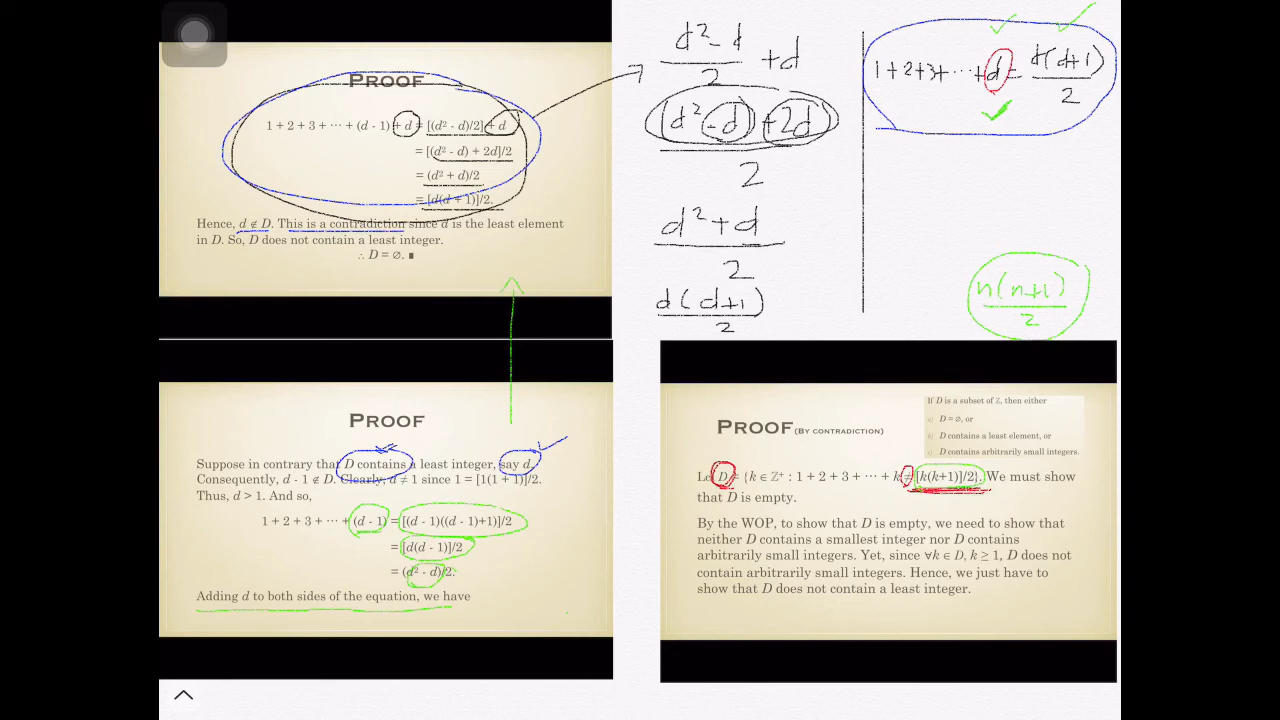 PROOF
1 + 2 + 3 + ⋯ + (d - 1) + d = [(d² - d)/2] + d
= [(d² - d) + 2d]/2
= (d² + d)/2
= [d(d + 1)]/2.
Hence, d ∉ D. This is a contradiction since d is the least element
in D. So, D does not contain a least integer.
∴ D = ∅. ∎
d² - d / 2 + d
(d² - d) + 2d / 2
d² + d / 2
d(d+1) / 2
1 + 2 + 3 + ⋯ + d = d(d+1) / 2
n(n+1) / 2
PROOF
Suppose in contrary that D contains a least integer, say d.
Consequently, d - 1 ∉ D. Clearly, d ≠ 1 since 1 = [1(1 + 1)]/2.
Thus, d > 1. And so,
1 + 2 + 3 + ⋯ + (d - 1) = [(d - 1)((d - 1)+1)]/2
= [d(d - 1)]/2
= (d² - d)/2.
Adding d to both sides of the equation, we have
If D is a subset of ℤ, then either
a) D = ∅, or
b) D contains a least element, or
c) D contains arbitrarily small integers.
PROOF (BY CONTRADICTION)
Let D = {k ∈ ℤ⁺ : 1 + 2 + 3 + ⋯ + k ≠ [k(k+1)]/2}. We must show
that D is empty.
By the WOP, to show that D is empty, we need to show that
neither D contains a smallest integer nor D contains
arbitrarily small integers. Yet, since ∀k ∈ D, k ≥ 1, D does not
contain arbitrarily small integers. Hence, we just have to
show that D does not contain a least integer.